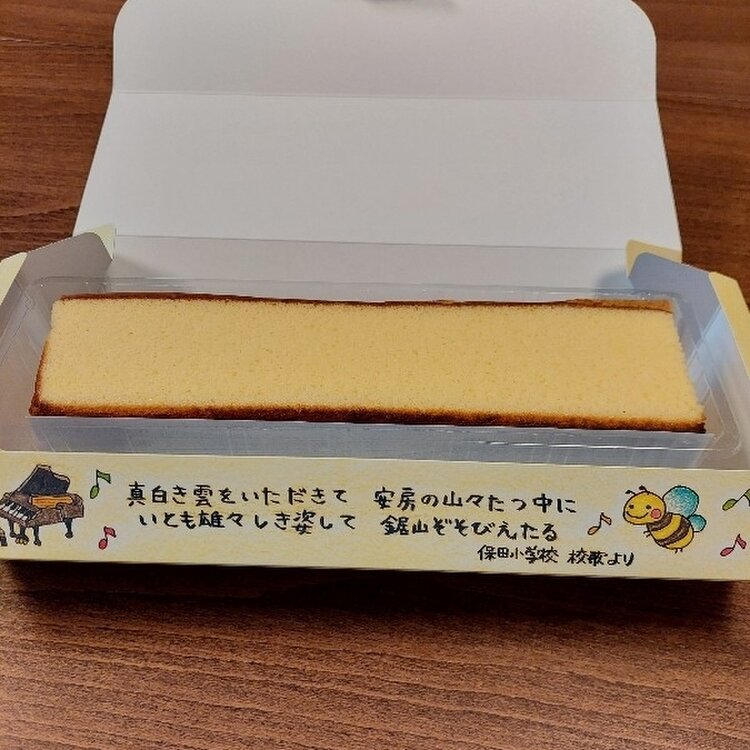 真白き雲をいただきて　安房の山々たつ中に
いとも雄々しき姿して　鋸山ぞそびえたる
保田小学校　校歌より